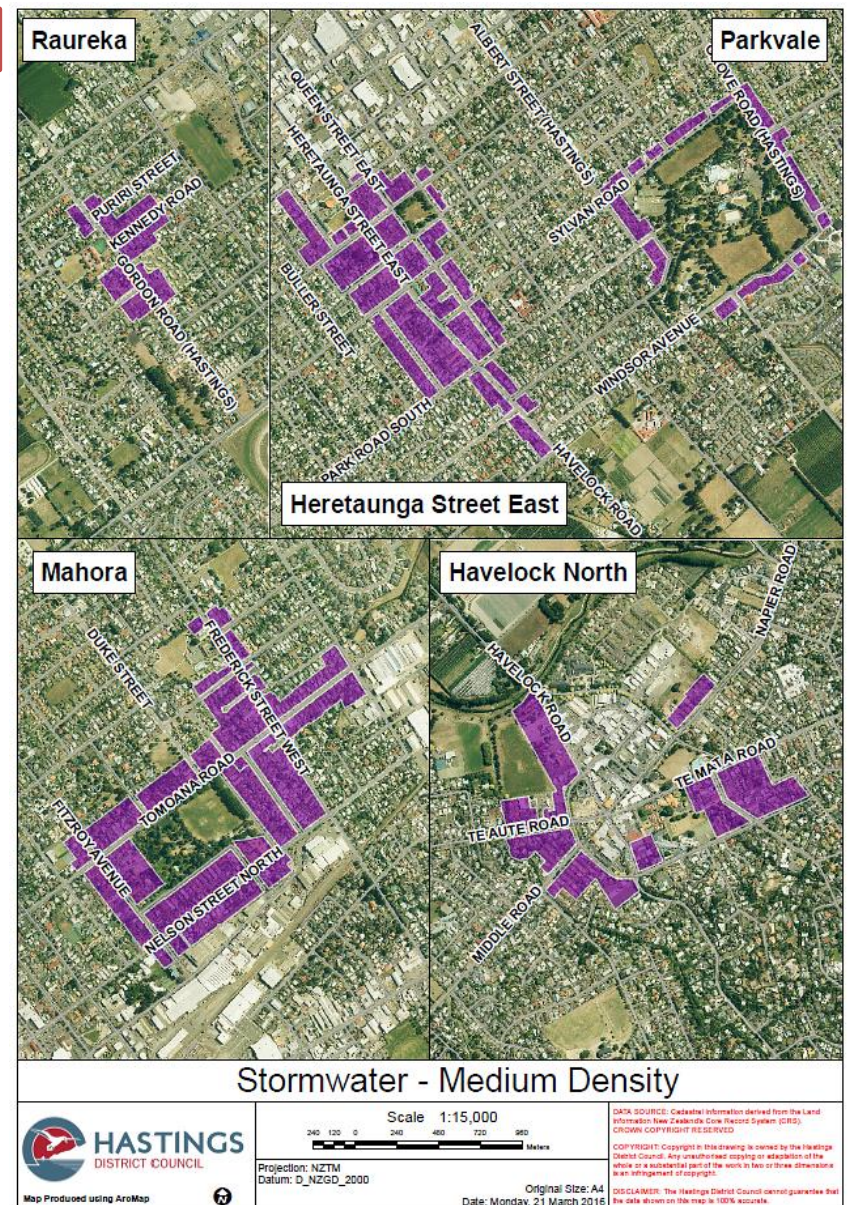 Raureka
PURIRI STREET
KENNEDY ROAD
GORDON ROAD (HASTINGS)
Parkvale
QUEEN STREET EAST
HERETAUNGA STREET EAST
ALBERT STREET (HASTINGS)
GROVE ROAD (HASTINGS)
SYLVAN ROAD
BULLER STREET
WINDSOR AVENUE
PARK ROAD SOUTH
HAVELOCK ROAD
Heretaunga Street East
Mahora
DUKE STREET
FREDERICK STREET WEST
TOMOANA ROAD
FITZROY AVENUE
NELSON STREET NORTH
Havelock North
NAPIER ROAD
HAVELOCK ROAD
TE MATA ROAD
TE AUTE ROAD
MIDDLE ROAD
Stormwater - Medium Density
HASTINGS
DISTRICT COUNCIL
Map Produced using ArcMap
N
Scale 1:15,000
240 120 0 240 480 720 960
Meters
Projection: NZTM
Datum: D_NZGD_2000
Original Size: A4
Date: Monday, 21 March 2016
DATA SOURCE: Cadastral information derived from the Land
Information New Zealand's Core Record System (CRS).
CROWN COPYRIGHT RESERVED
COPYRIGHT: Copyright in this drawing is owned by the Hastings
District Council. Any unauthorised copying or adaptation of the
whole or a substantial part of the work in two or three dimensions
is an infringement of copyright.
DISCLAIMER: The Hastings District Council cannot guarantee that
the data shown on this map is 100% accurate.